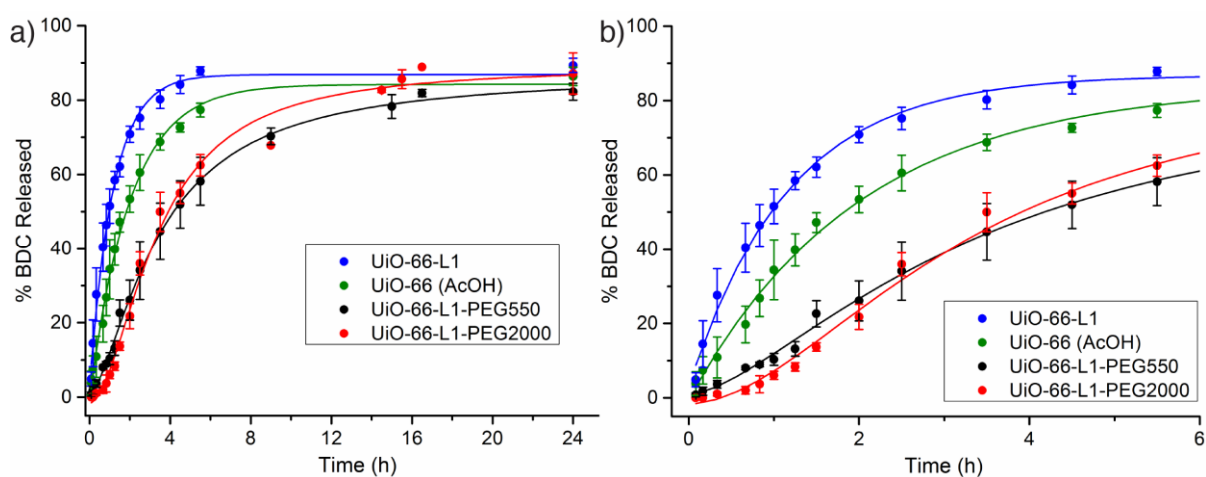 a)
100
80
60
40
20
0
% BDC Released
UiO-66-L1
UiO-66 (AcOH)
UiO-66-L1-PEG550
UiO-66-L1-PEG2000
0 4 8 12 16 20 24
Time (h)
b)
100
80
60
40
20
0
% BDC Released
UiO-66-L1
UiO-66 (AcOH)
UiO-66-L1-PEG550
UiO-66-L1-PEG2000
0 2 4 6
Time (h)